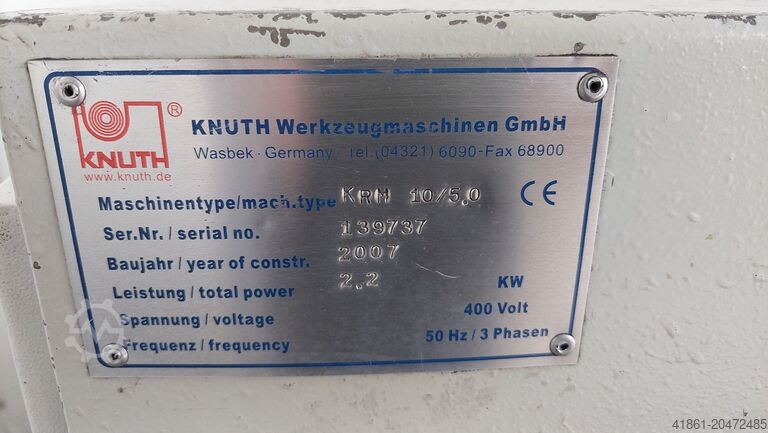 KNUTH
®
www.knuth.de
KNUTH Werkzeugmaschinen GmbH
Wasbek · Germany Tel.(04321) 6090-Fax 68900
Maschinentype/mach.type KRM 10/5,0
CE
Ser.Nr. / serial no. 139737
Baujahr / year of constr. 2007
Leistung / total power 2,2 KW
Spannung / voltage 400 Volt
Frequenz / frequency 50 Hz / 3 Phasen
41861-20472485